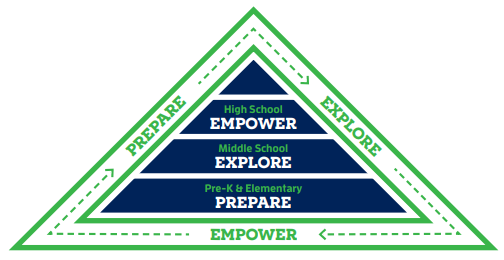 PREPARE
EXPLORE
High School
EMPOWER
Middle School
EXPLORE
Pre-K & Elementary
PREPARE
EMPOWER